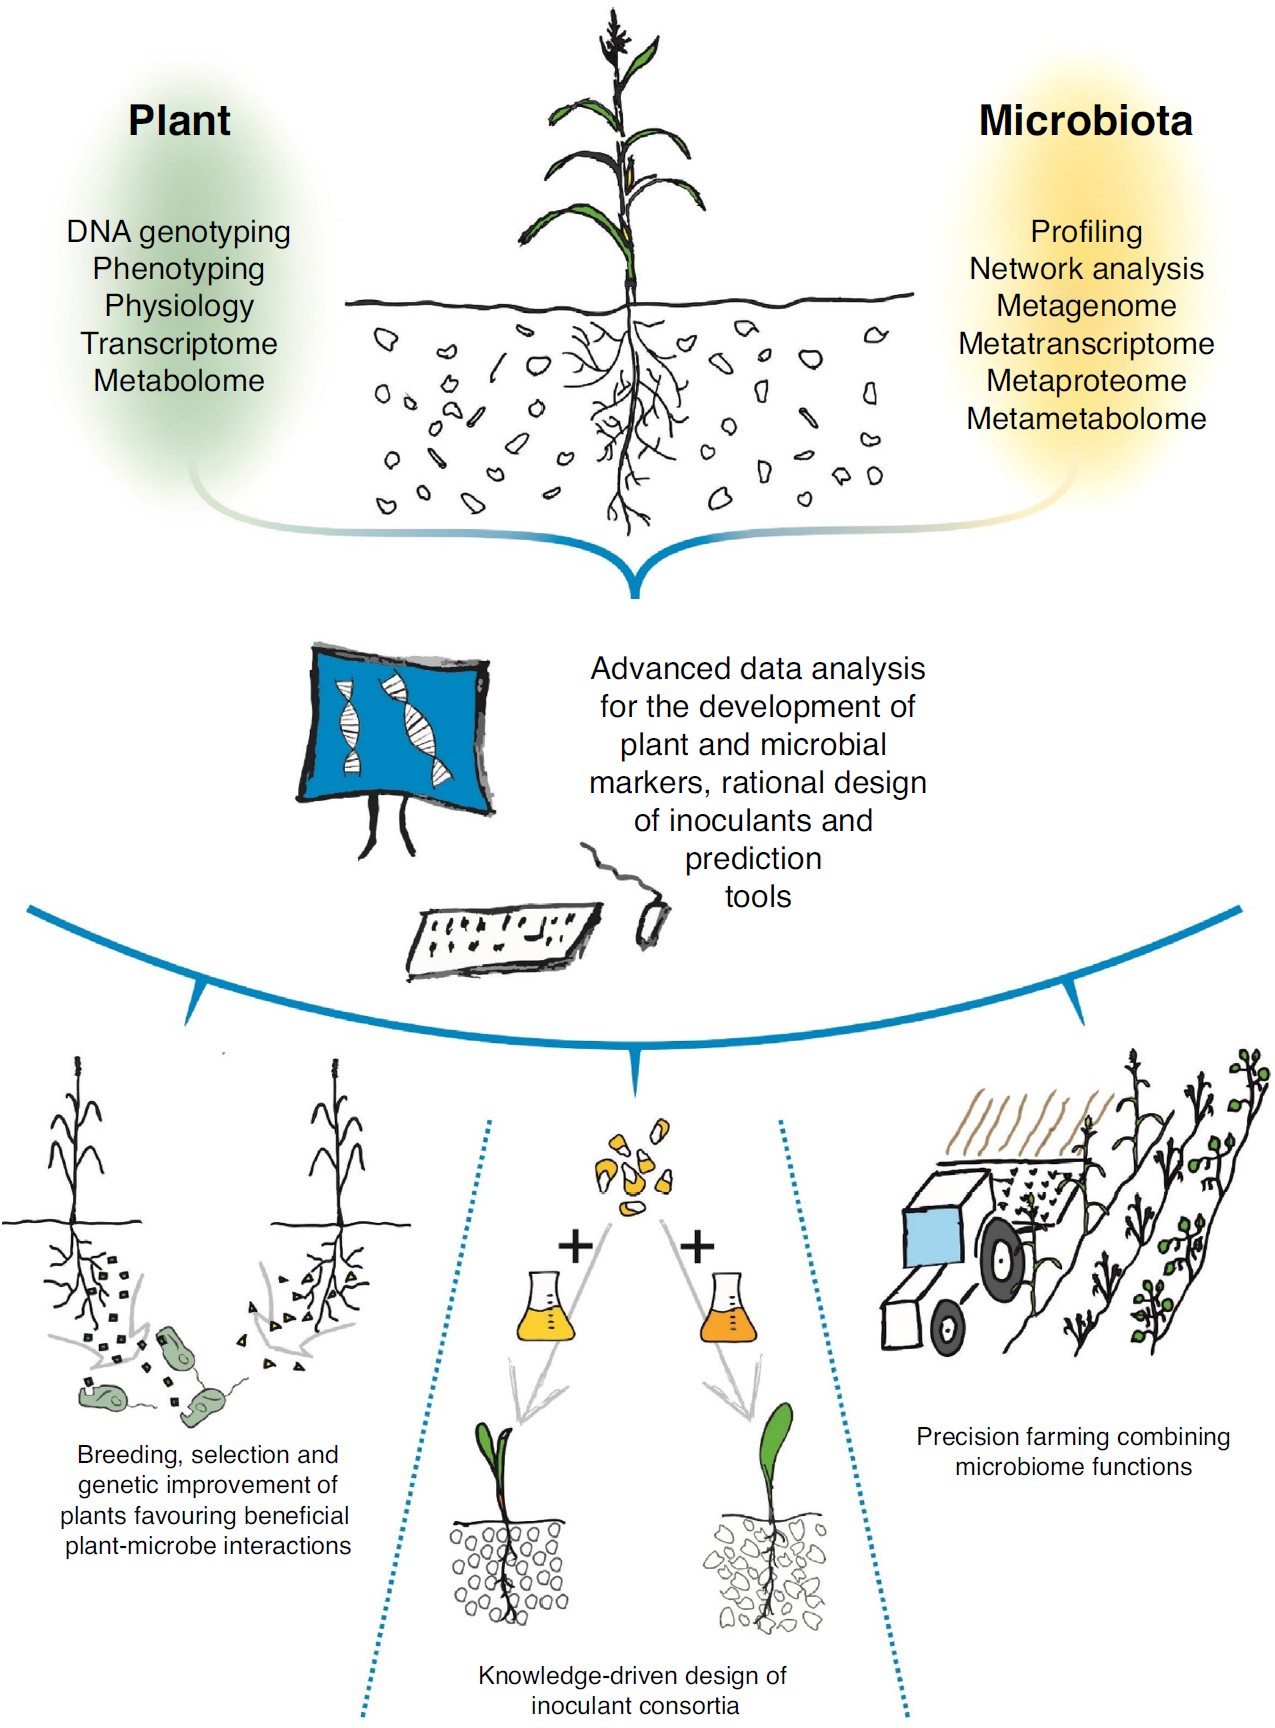 Plant
DNA genotyping
Phenotyping
Physiology
Transcriptome
Metabolome
Microbiota
Profiling
Network analysis
Metagenome
Metatranscriptome
Metaproteome
Metametabolome
Advanced data analysis
for the development of
plant and microbial
markers, rational design
of inoculants and
prediction
tools
Breeding, selection and
genetic improvement of
plants favouring beneficial
plant-microbe interactions
+
+
Knowledge-driven design of
inoculant consortia
Precision farming combining
microbiome functions